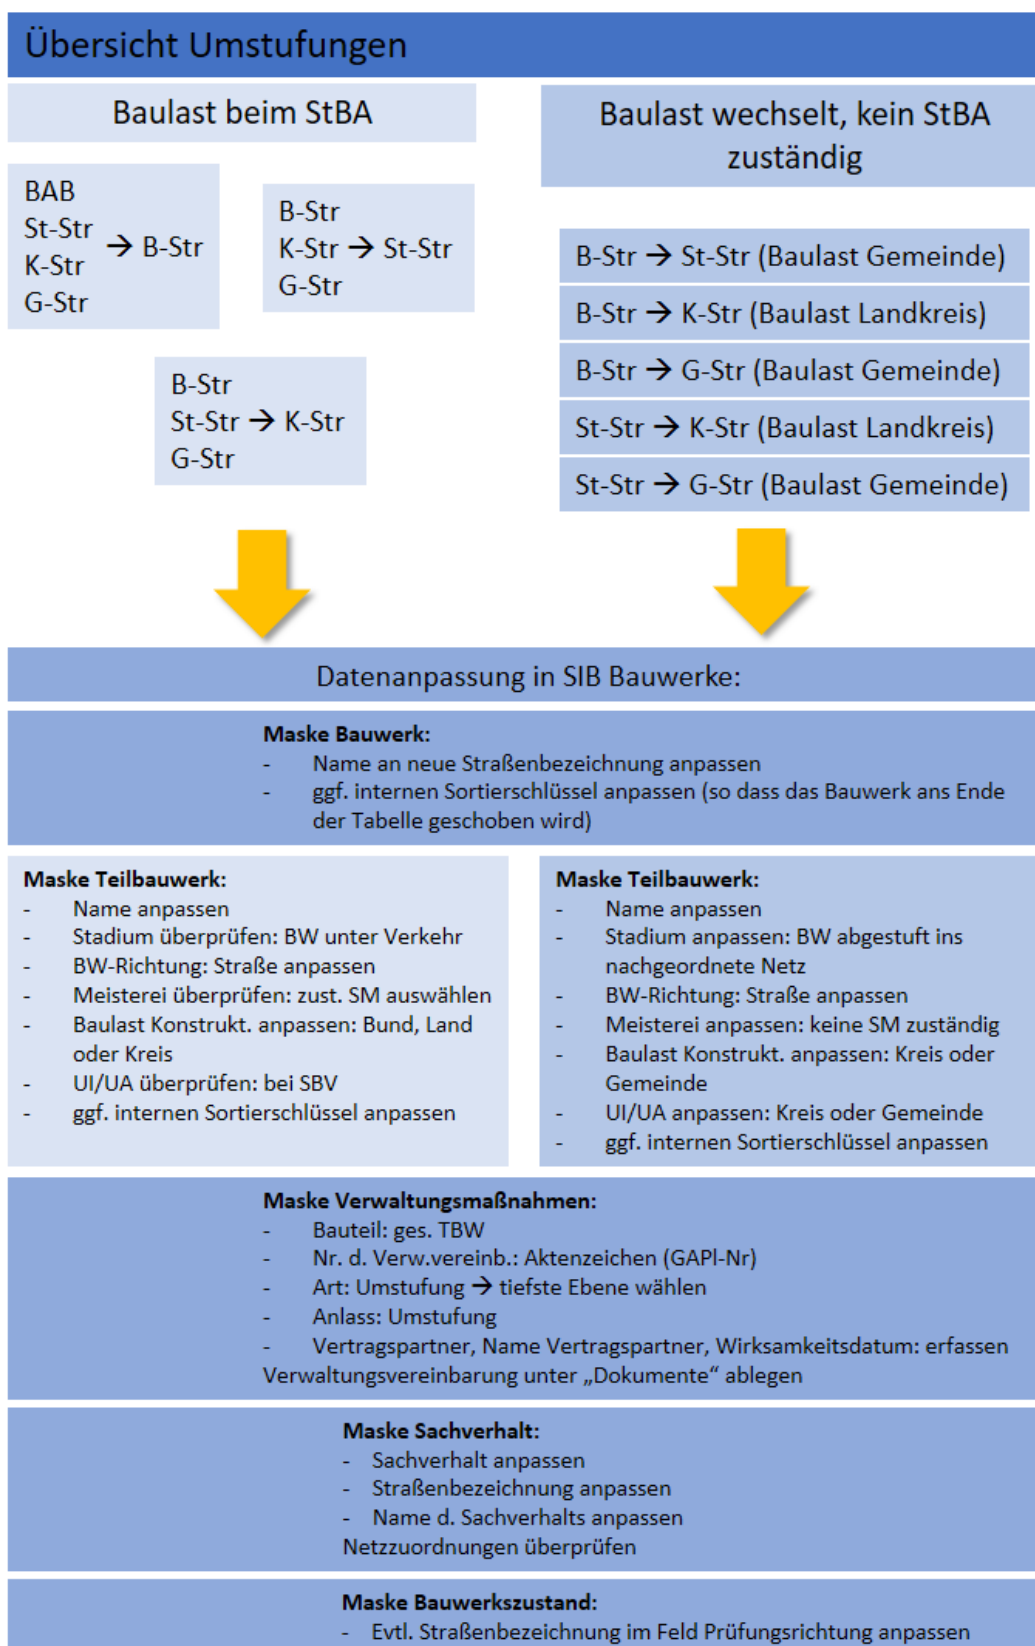 Übersicht Umstufungen
Baulast beim StBA
BAB
St-Str
K-Str
G-Str
→ B-Str
B-Str
K-Str → St-Str
G-Str
B-Str
St-Str → K-Str
G-Str
Baulast wechselt, kein StBA
zuständig
B-Str → St-Str (Baulast Gemeinde)
B-Str → K-Str (Baulast Landkreis)
B-Str → G-Str (Baulast Gemeinde)
St-Str → K-Str (Baulast Landkreis)
St-Str → G-Str (Baulast Gemeinde)
Datenanpassung in SIB Bauwerke:
Maske Bauwerk:
- Name an neue Straßenbezeichnung anpassen
- ggf. internen Sortierschlüssel anpassen (so dass das Bauwerk ans Ende
der Tabelle geschoben wird)
Maske Teilbauwerk:
- Name anpassen
- Stadium überprüfen: BW unter Verkehr
- BW-Richtung: Straße anpassen
- Meisterei überprüfen: zust. SM auswählen
- Baulast Konstrukt. anpassen: Bund, Land
oder Kreis
- UI/UA überprüfen: bei SBV
- ggf. internen Sortierschlüssel anpassen
Maske Teilbauwerk:
- Name anpassen
- Stadium anpassen: BW abgestuft ins
nachgeordnete Netz
- BW-Richtung: Straße anpassen
- Meisterei anpassen: keine SM zuständig
- Baulast Konstrukt. anpassen: Kreis oder
Gemeinde
- UI/UA anpassen: Kreis oder Gemeinde
- ggf. internen Sortierschlüssel anpassen
Maske Verwaltungsmaßnahmen:
- Bauteil: ges. TBW
- Nr. d. Verw.vereinb.: Aktenzeichen (GAPl-Nr)
- Art: Umstufung → tiefste Ebene wählen
- Anlass: Umstufung
- Vertragspartner, Name Vertragspartner, Wirksamkeitsdatum: erfassen
Verwaltungsvereinbarung unter „Dokumente“ ablegen
Maske Sachverhalt:
- Sachverhalt anpassen
- Straßenbezeichnung anpassen
- Name d. Sachverhalts anpassen
Netzzuordnungen überprüfen
Maske Bauwerkszustand:
- Evtl. Straßenbezeichnung im Feld Prüfungsrichtung anpassen